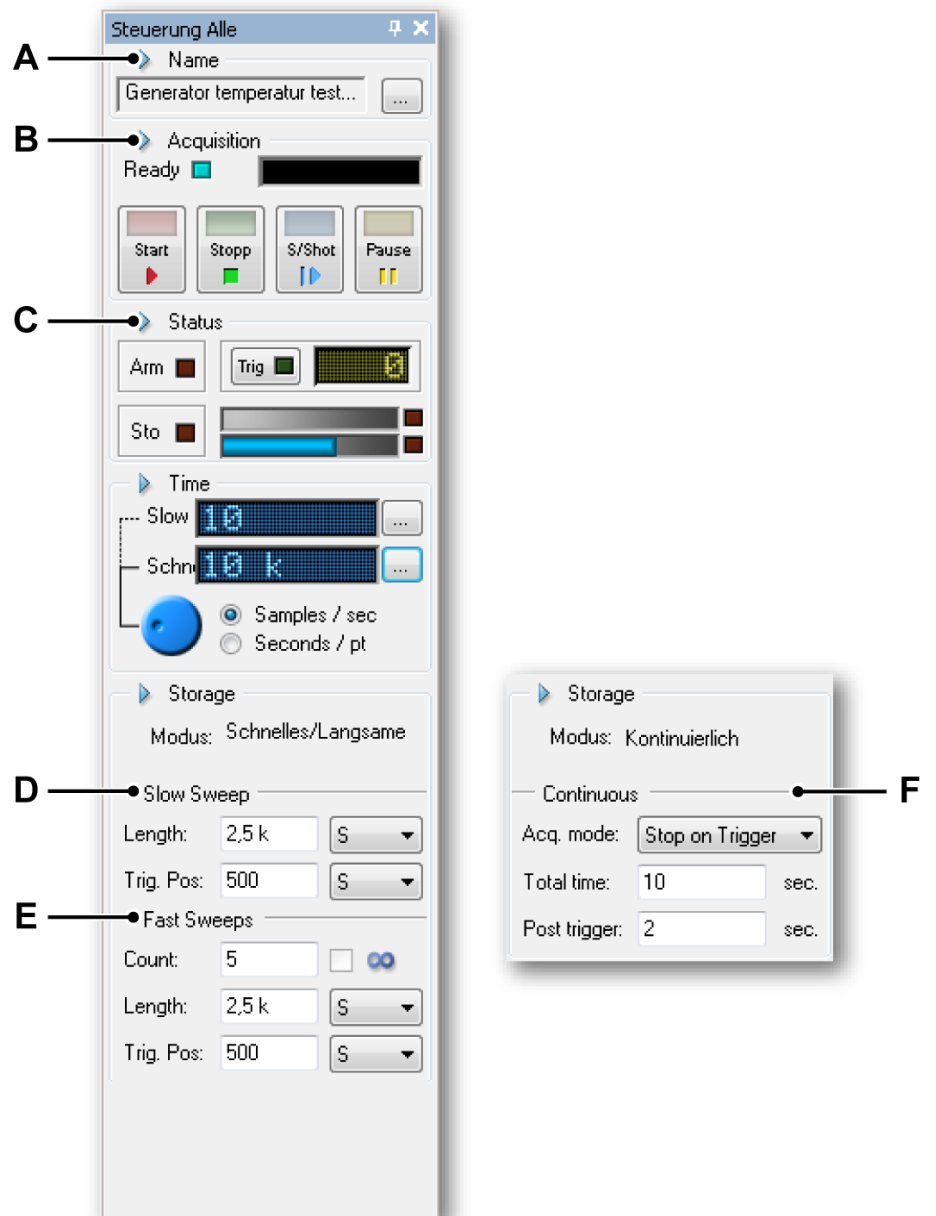 Steuerung Alle
A
Name
Generator temperatur test...
...
B
Acquisition
Ready
Start
Stopp
S/Shot
Pause
C
Status
Arm
Trig
0
Sto
Time
Slow
10
...
Schn
10 k
...
Samples / sec
Seconds / pt
Storage
Modus: Schnelles/Langsame
D
Slow Sweep
Length: 2,5 k S
Trig. Pos: 500 S
E
Fast Sweeps
Count: 5 ∞
Length: 2,5 k S
Trig. Pos: 500 S
Storage
Modus: Kontinuierlich
Continuous
F
Acq. mode: Stop on Trigger
Total time: 10 sec.
Post trigger: 2 sec.